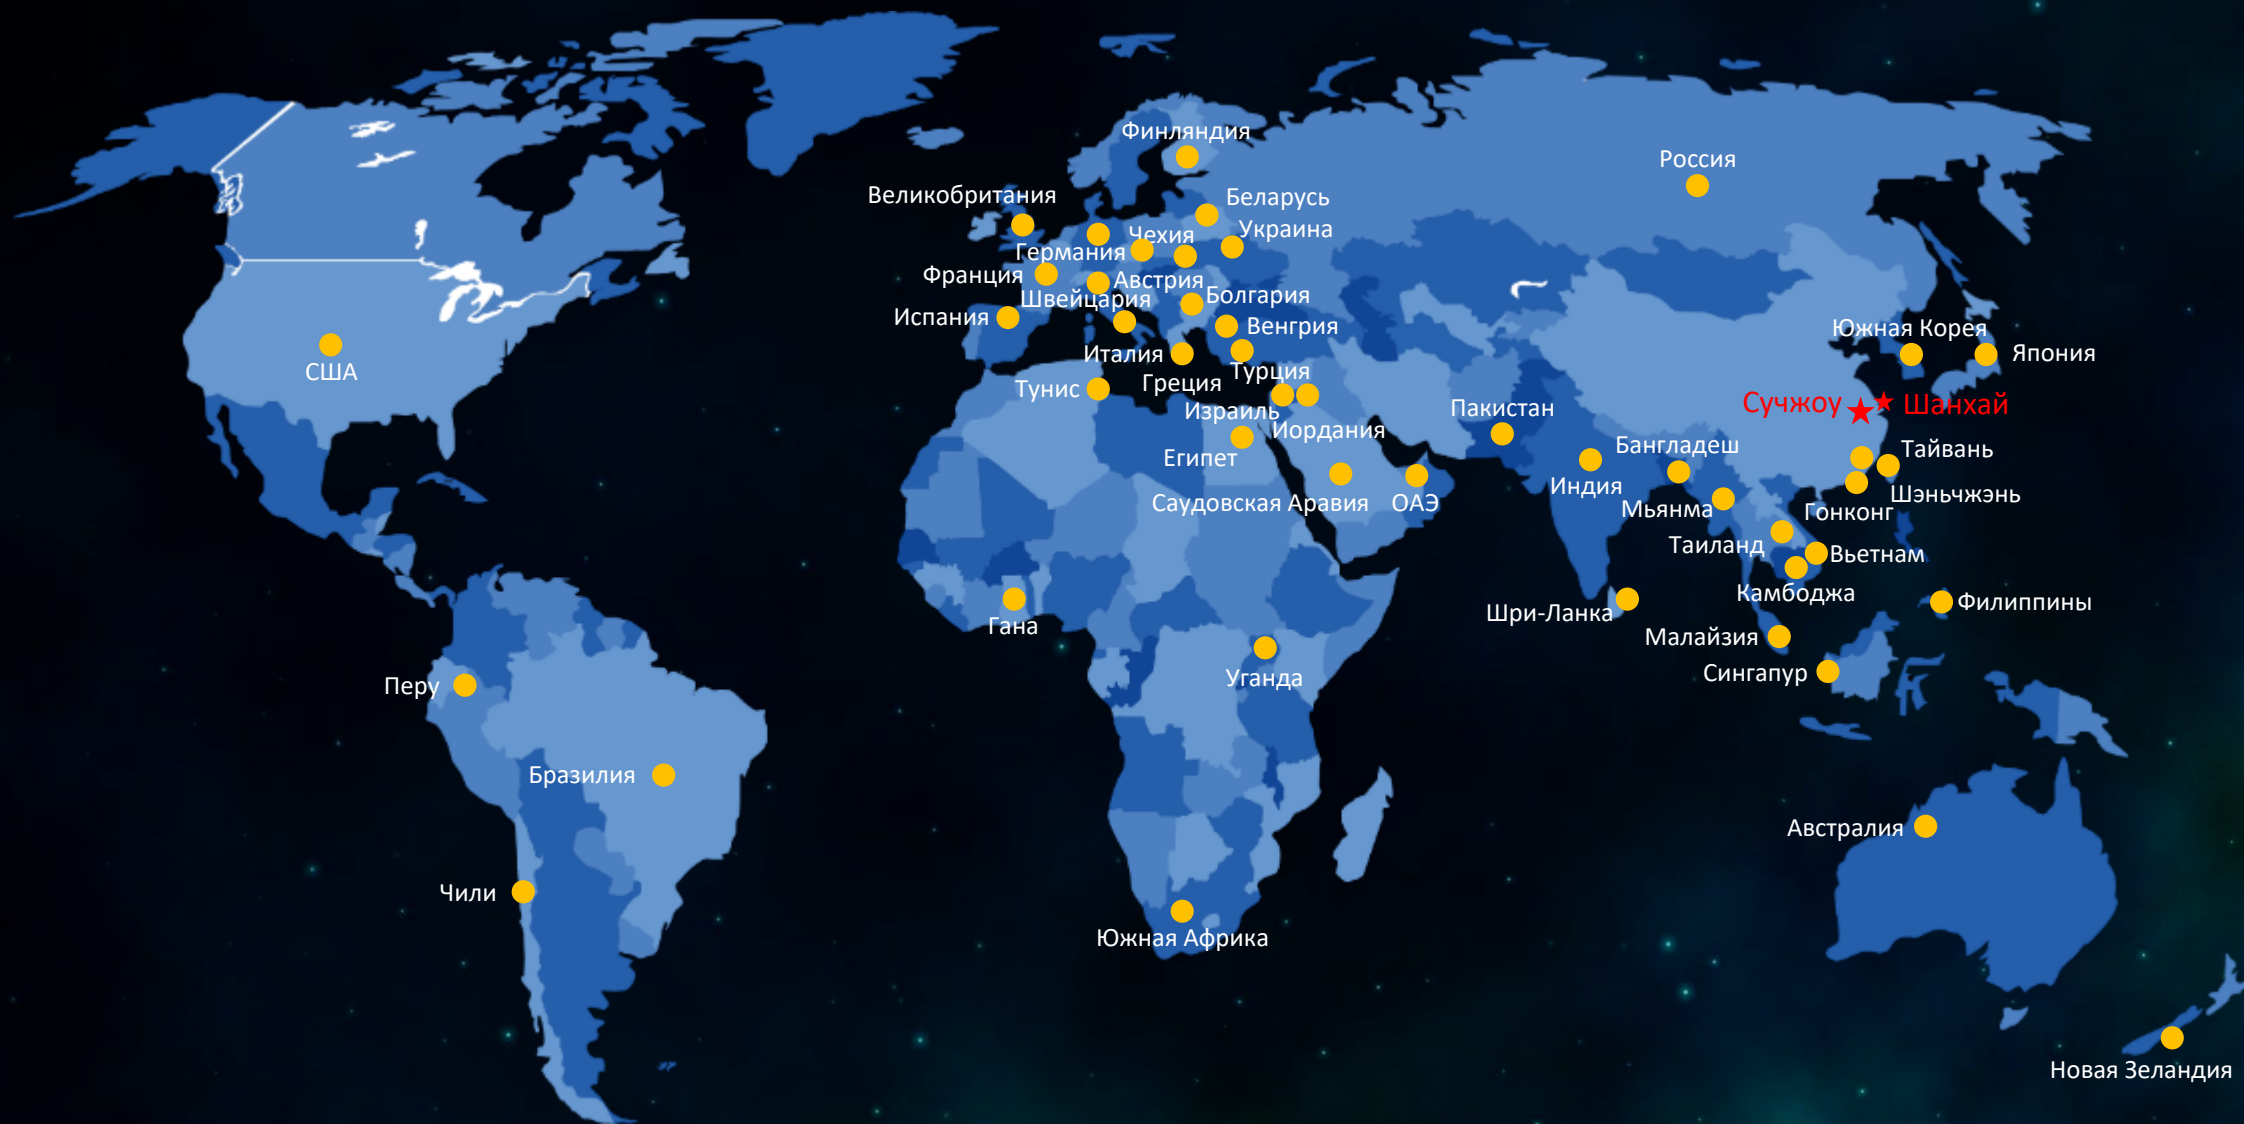 Финляндия
Россия
Великобритания
Беларусь
Украина
Чехия
Германия
Франция
Австрия
Швейцария
Болгария
Испания
Венгрия
Южная Корея
Япония
Италия
США
Турция
Греция
Тунис
Израиль
Пакистан
Сучжоу
Шанхай
Иордания
Бангладеш
Тайвань
Египет
Индия
Шэньчжэнь
Саудовская Аравия
ОАЭ
Мьянма
Гонконг
Таиланд
Вьетнам
Камбоджа
Филиппины
Шри-Ланка
Гана
Малайзия
Сингапур
Уганда
Перу
Бразилия
Австралия
Чили
Южная Африка
Новая Зеландия